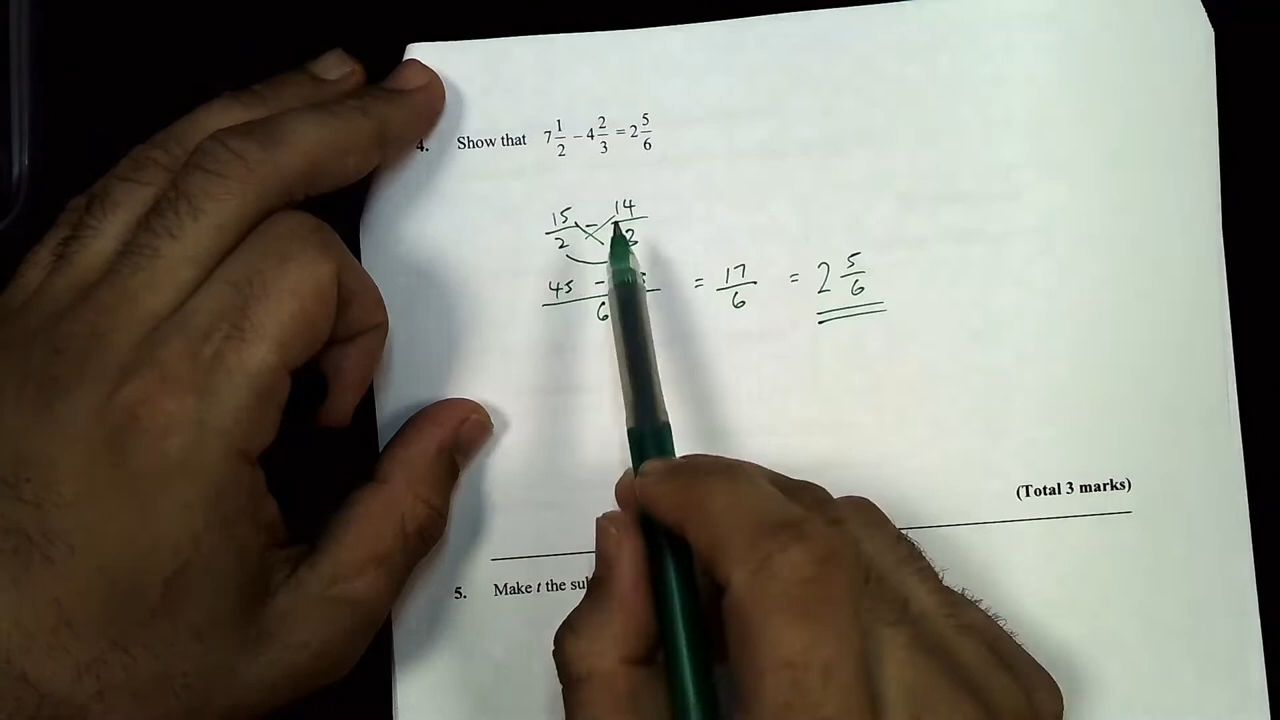 4. Show that 7 1/2 − 4 2/3 = 2 5/6
15/2 − 14/3
45 − /6 = 17/6 = 2 5/6
(Total 3 marks)
5. Make t the